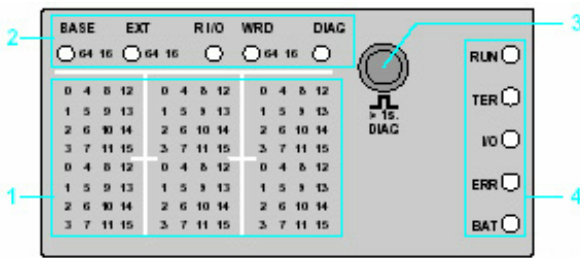 BASE EXT R I/O WRD DIAG
2
64 16 64 16 64 16
3
RUN
TER
I/O
ERR
BAT
> 1s.
DIAG
0 4 8 12 0 4 8 12 0 4 8 12
1 5 9 13 1 5 9 13 1 5 9 13
2 6 10 14 2 6 10 14 2 6 10 14
3 7 11 15 3 7 11 15 3 7 11 15
0 4 8 12 0 4 8 12 0 4 8 12
1 5 9 13 1 5 9 13 1 5 9 13
2 6 10 14 2 6 10 14 2 6 10 14
3 7 11 15 3 7 11 15 3 7 11 15
1
4